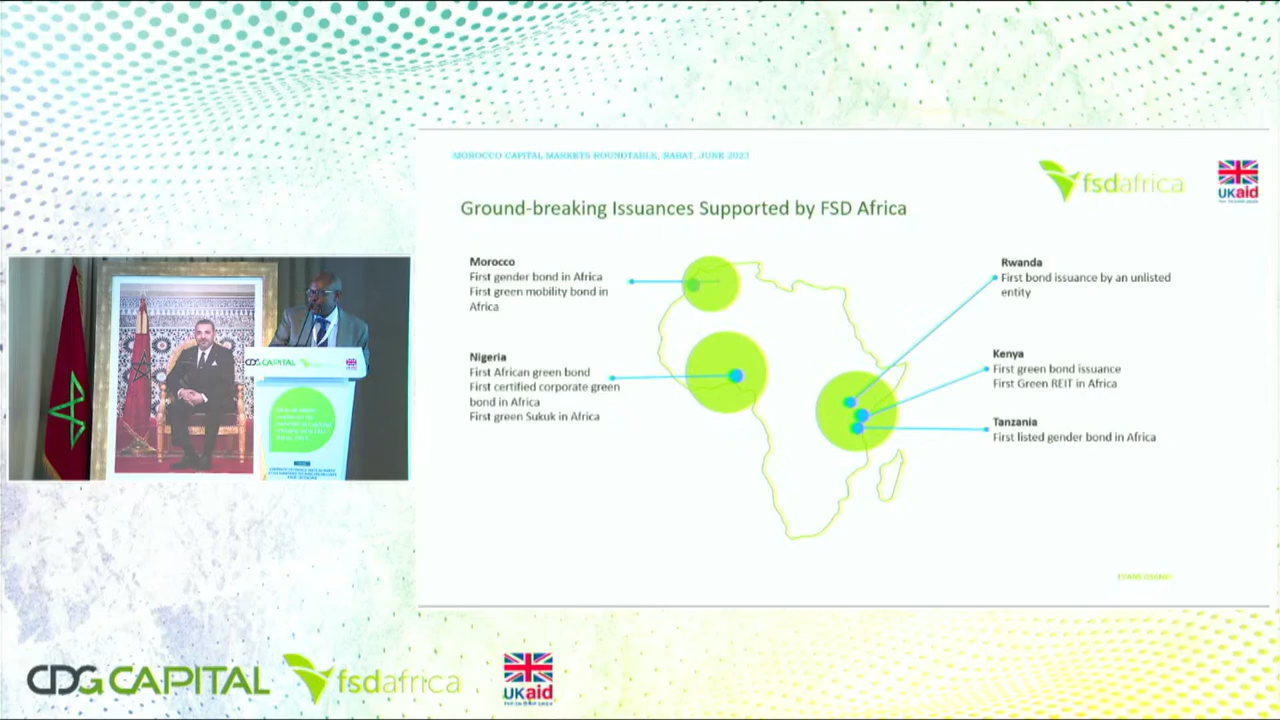 MOROCCO CAPITAL MARKETS ROUNDTABLE, RABAT, JUNE 2023
fsdafrica
UKaid
Ground-breaking Issuances Supported by FSD Africa
Morocco
First gender bond in Africa
First green mobility bond in
Africa
Nigeria
First African green bond
First certified corporate green
bond in Africa
First green Sukuk in Africa
Rwanda
First bond issuance by an unlisted
entity
Kenya
First green bond issuance
First Green REIT in Africa
Tanzania
First listed gender bond in Africa
CDG CAPITAL
CDG CAPITAL
fsdafrica
UKaid